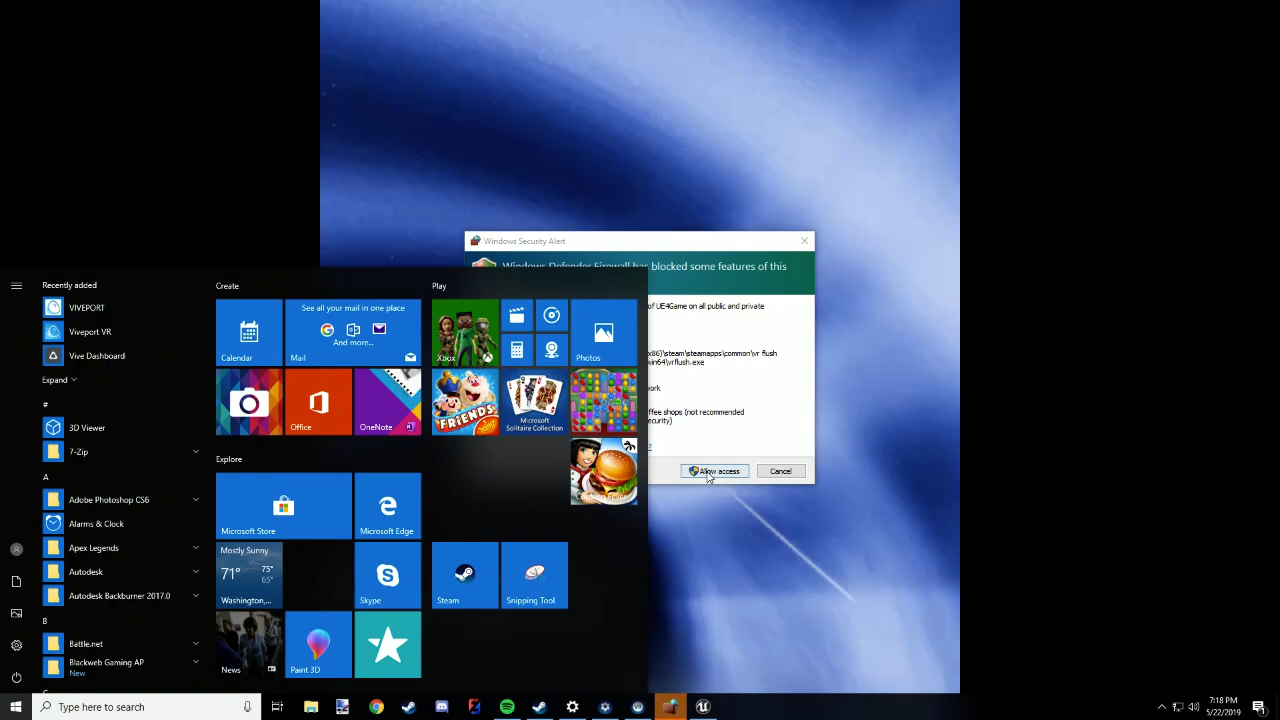 Windows Security Alert
Windows Defender Firewall has blocked some features of this
of UE4Game on all public and private
x86)\steam\steamapps\common\vr flush
win64\vrflush.exe
work
ffee shops (not recommended
ecurity)
?
Allow access
Cancel
Recently added
VIVEPORT
Viveport VR
Vive Dashboard
Expand
#
3D Viewer
7-Zip
A
Adobe Photoshop CS6
Alarms & Clock
Apex Legends
Autodesk
Autodesk Backburner 2017.0
B
Battle.net
Blackweb Gaming AP
New
Create
Calendar
See all your mail in one place
And more...
Mail
Office
OneNote
Explore
Microsoft Store
Microsoft Edge
Mostly Sunny
71° 75°
65°
Washington,...
Skype
News
Paint 3D
Play
Xbox
Photos
FRIENDS
Microsoft
Solitaire Collection
Cooking Fever
Steam
Snipping Tool
Type here to search
7:18 PM
5/22/2019